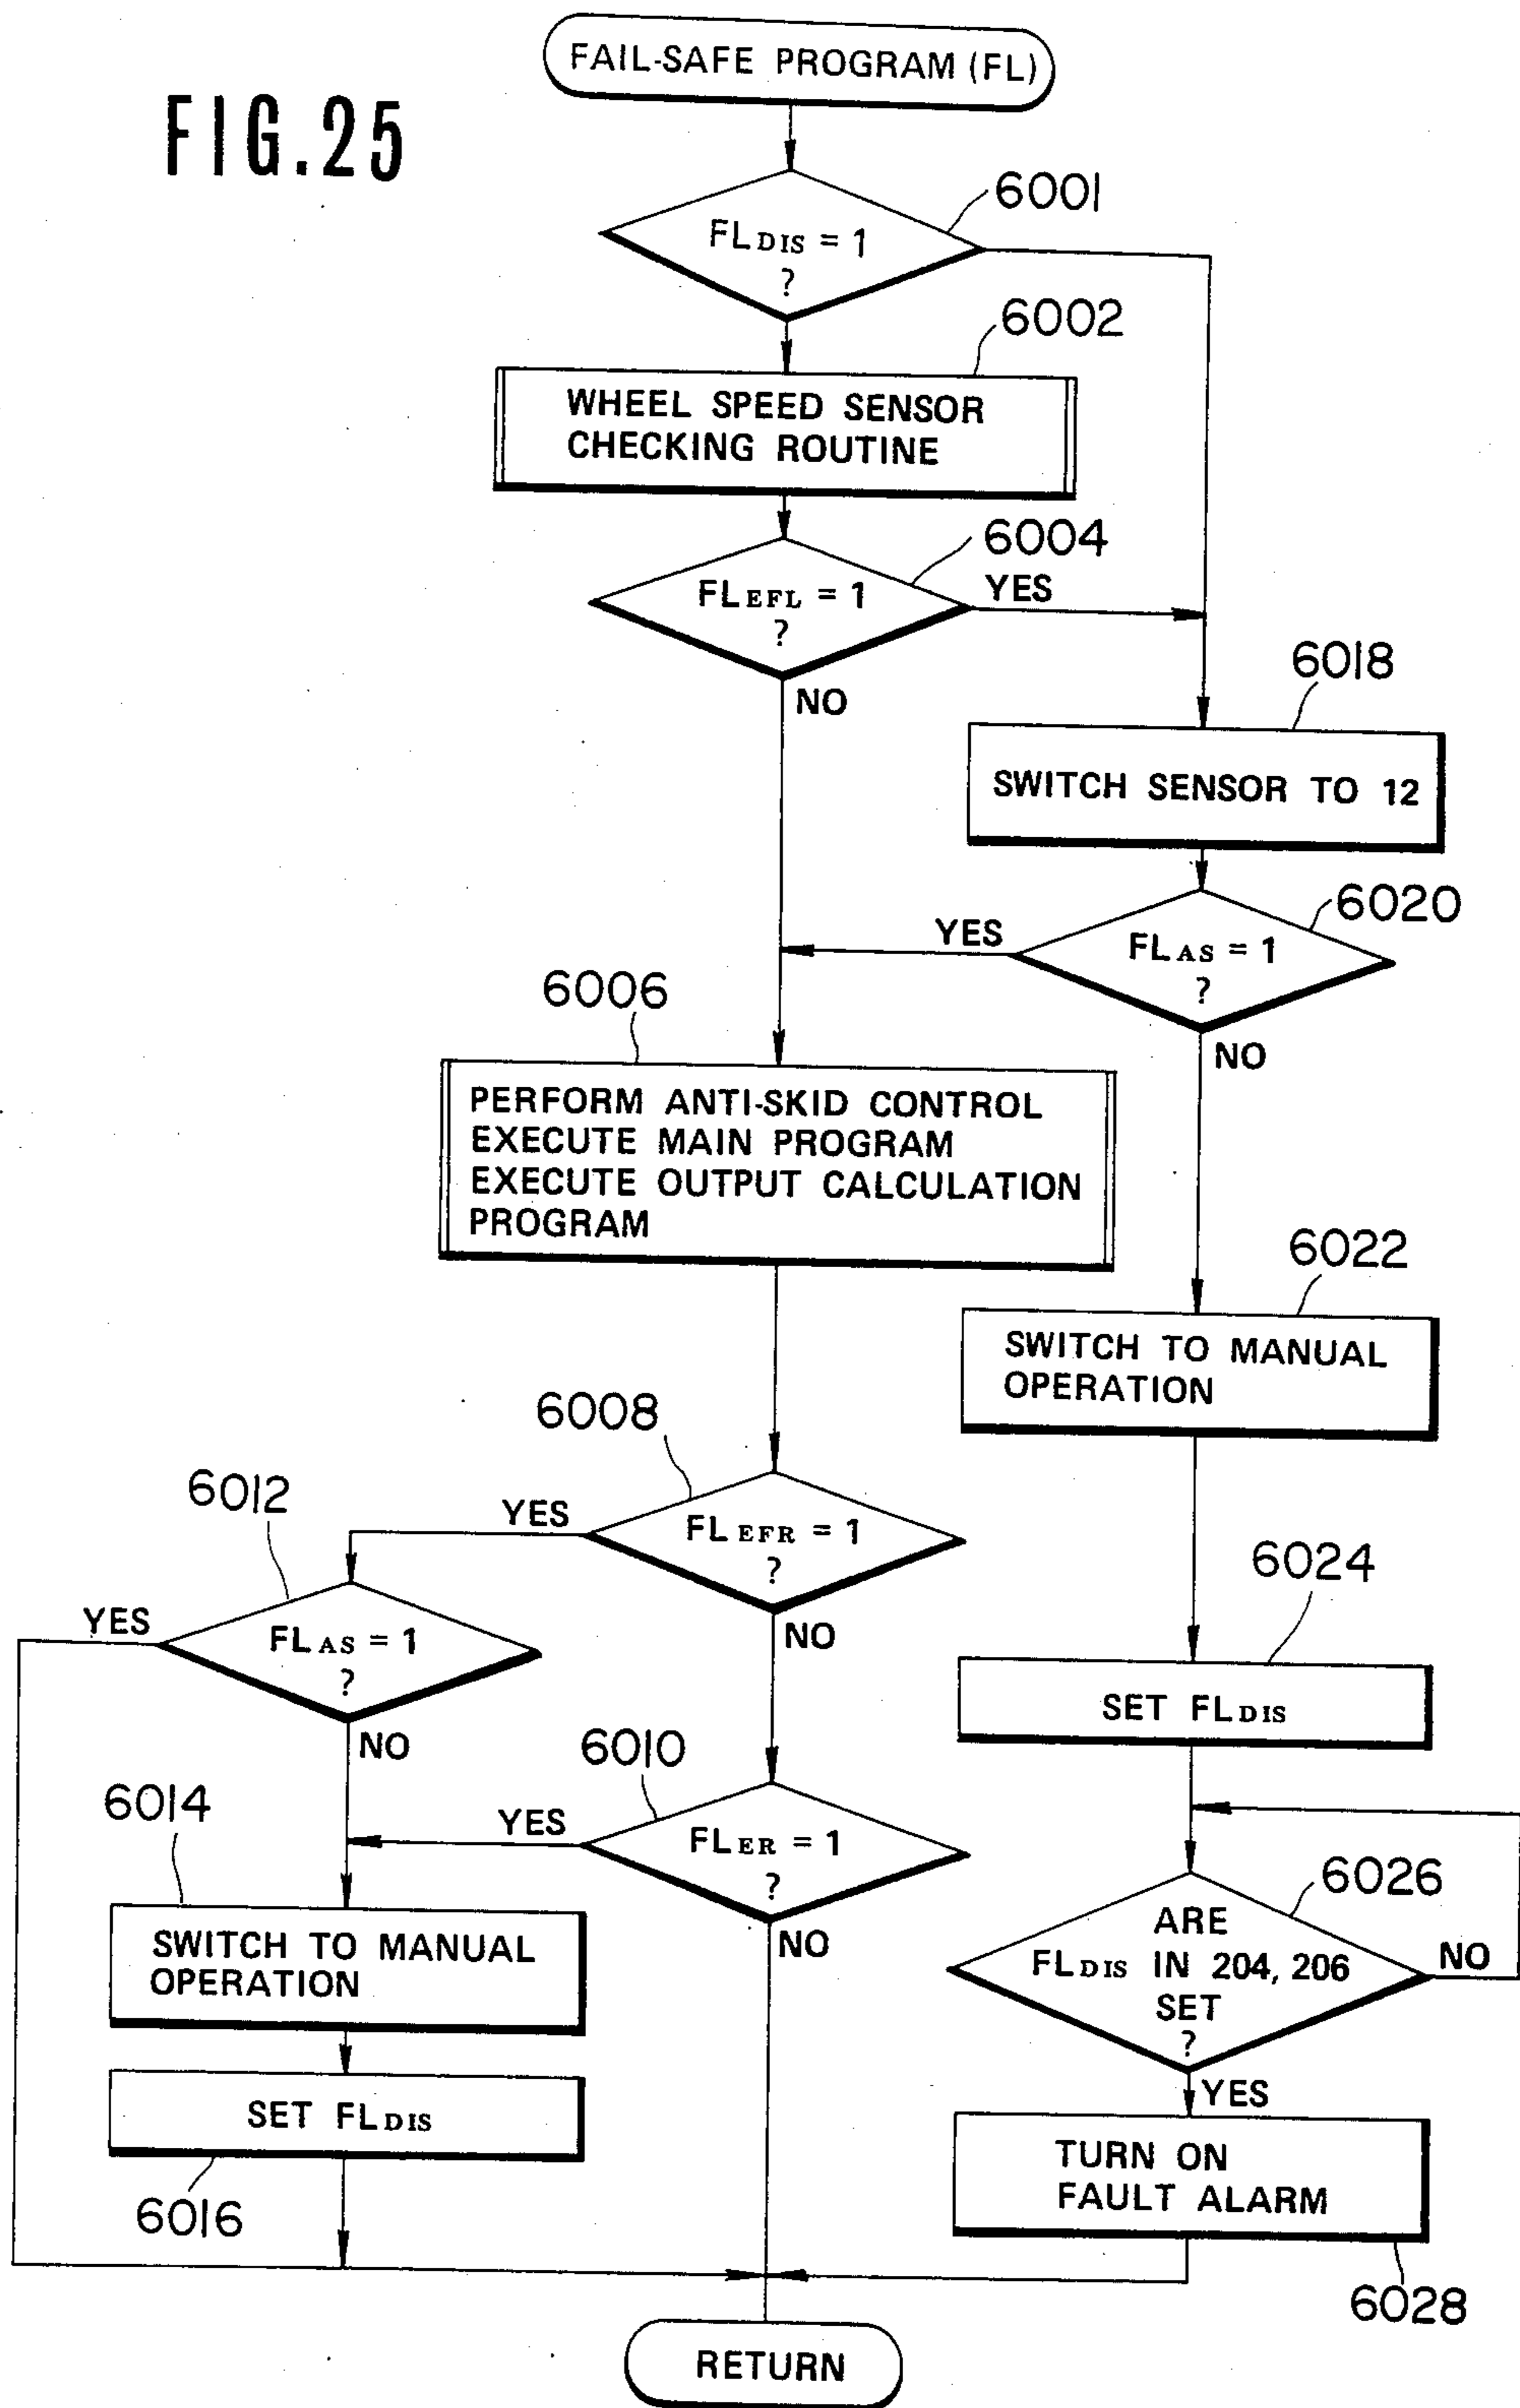 FIG.25
FAIL-SAFE PROGRAM (FL)
6001
FLDIS = 1
?
6002
WHEEL SPEED SENSOR
CHECKING ROUTINE
6004
FLEFL = 1
?
YES
NO
6018
SWITCH SENSOR TO 12
6020
FLAS = 1
?
YES
NO
6006
PERFORM ANTI-SKID CONTROL
EXECUTE MAIN PROGRAM
EXECUTE OUTPUT CALCULATION
PROGRAM
6022
SWITCH TO MANUAL
OPERATION
6008
FLEFR = 1
?
YES
NO
6012
FLAS = 1
?
YES
NO
6024
SET FLDIS
6010
FLER = 1
?
YES
NO
6014
SWITCH TO MANUAL
OPERATION
6026
ARE
FLDIS IN 204, 206
SET
?
NO
YES
SET FLDIS
6016
TURN ON
FAULT ALARM
6028
RETURN